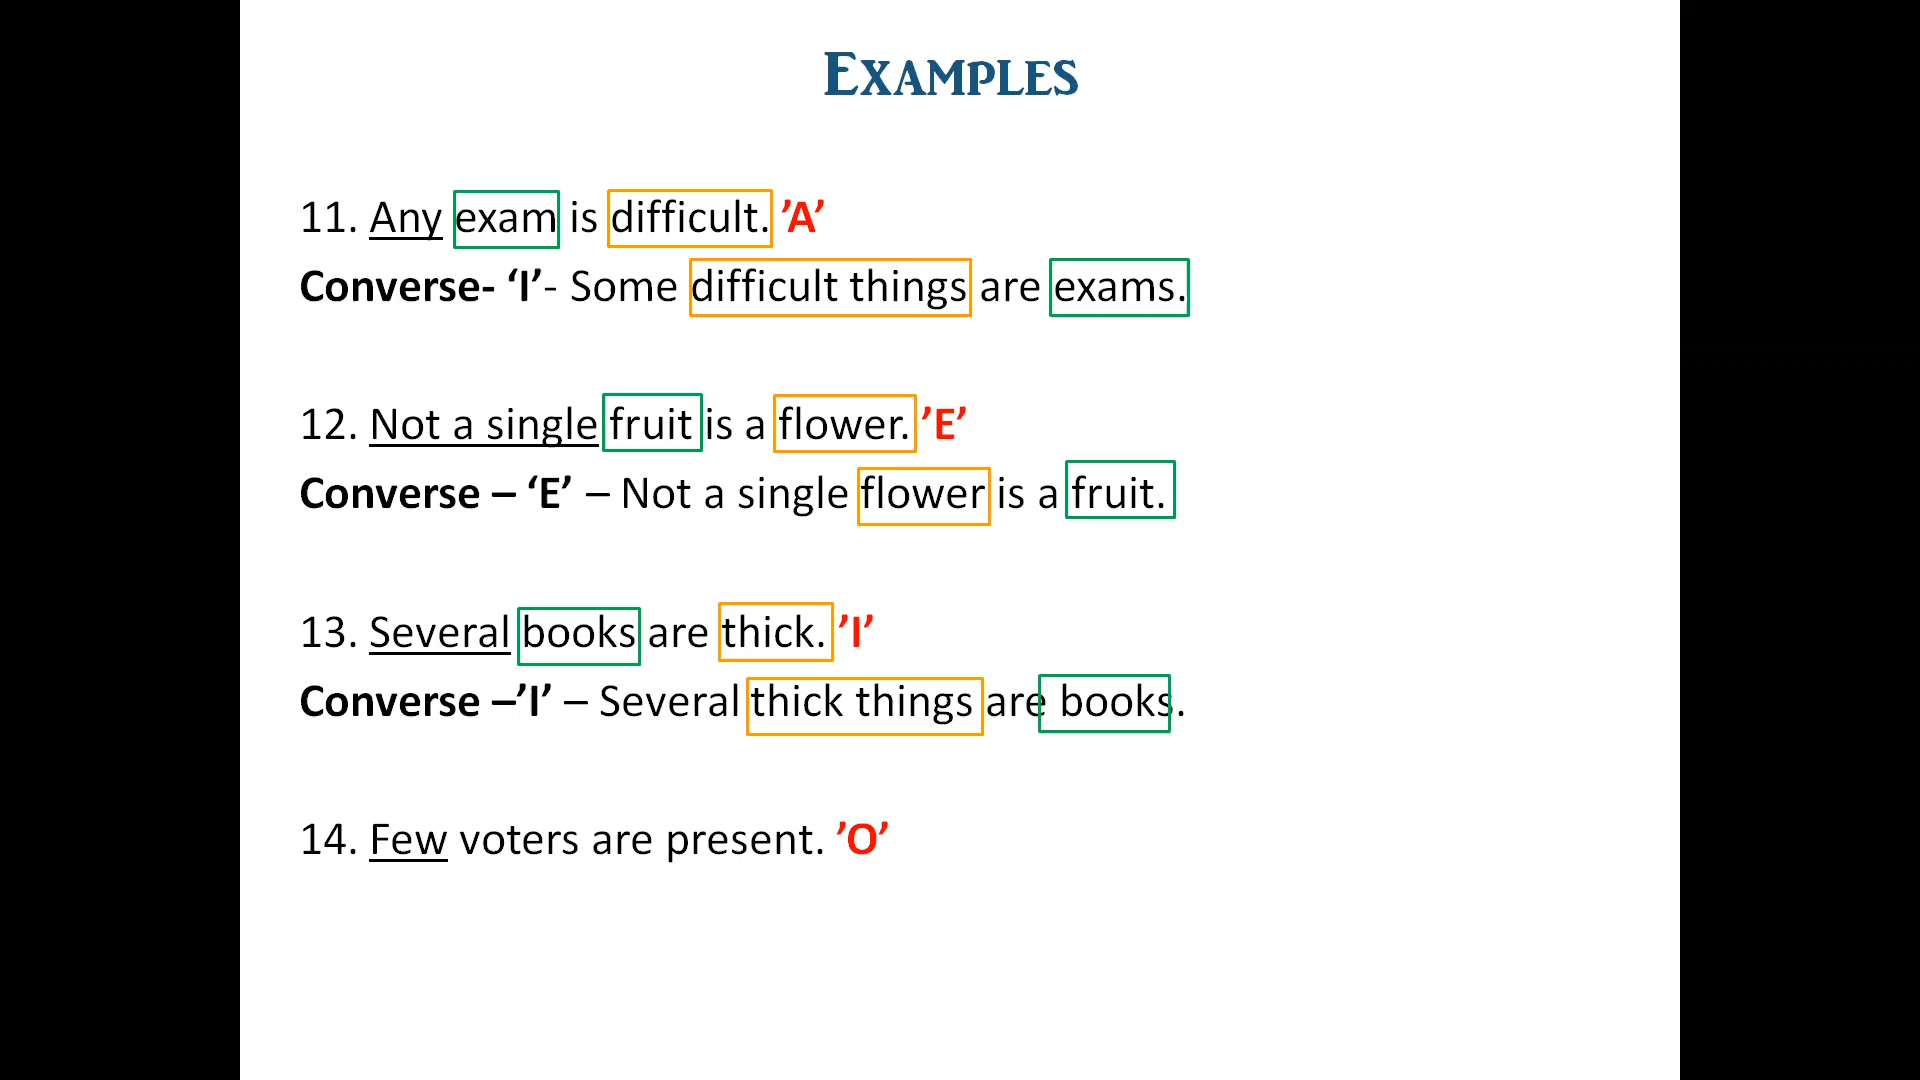 EXAMPLES
11. Any exam is difficult. ’A’
Converse- ‘I’- Some difficult things are exams.
12. Not a single fruit is a flower. ’E’
Converse – ‘E’ – Not a single flower is a fruit.
13. Several books are thick. ’I’
Converse –’I’ – Several thick things are books.
14. Few voters are present. ’O’